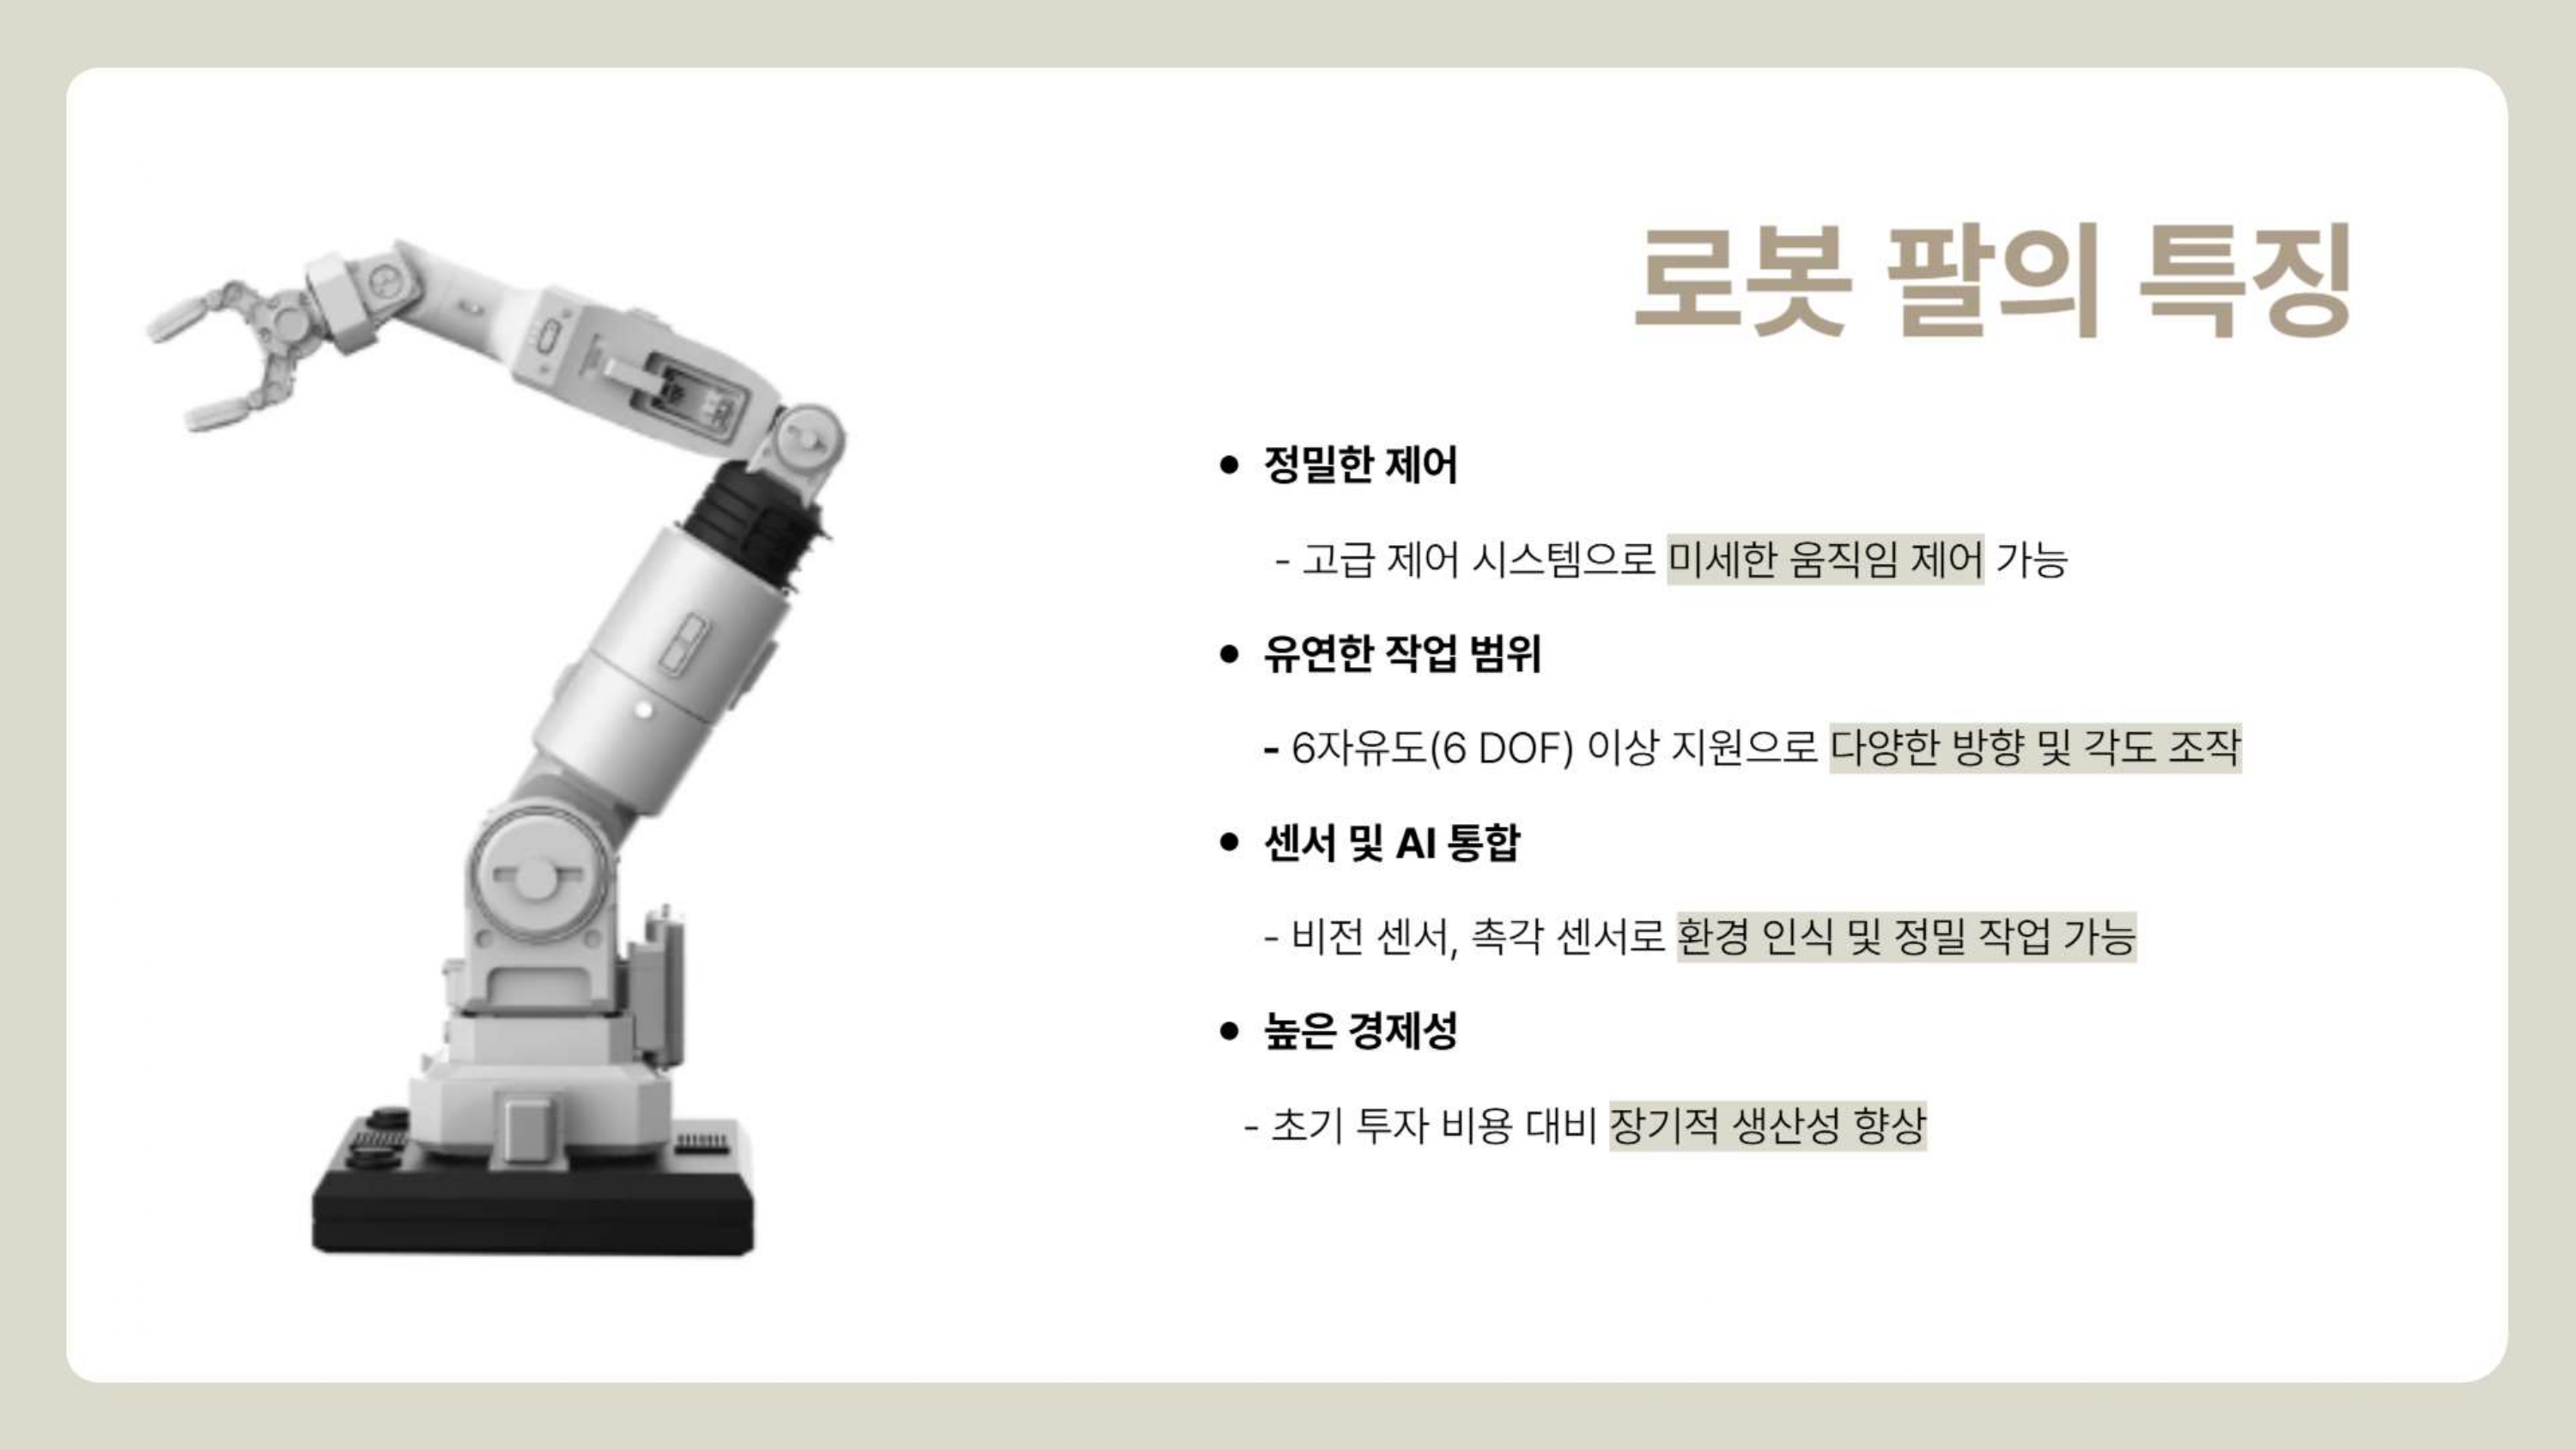 로봇 팔의 특징
● 정밀한 제어
- 고급 제어 시스템으로 미세한 움직임 제어 가능
● 유연한 작업 범위
- 6자유도(6 DOF) 이상 지원으로 다양한 방향 및 각도 조작
● 센서 및 AI 통합
- 비전 센서, 촉각 센서로 환경 인식 및 정밀 작업 가능
● 높은 경제성
- 초기 투자 비용 대비 장기적 생산성 향상